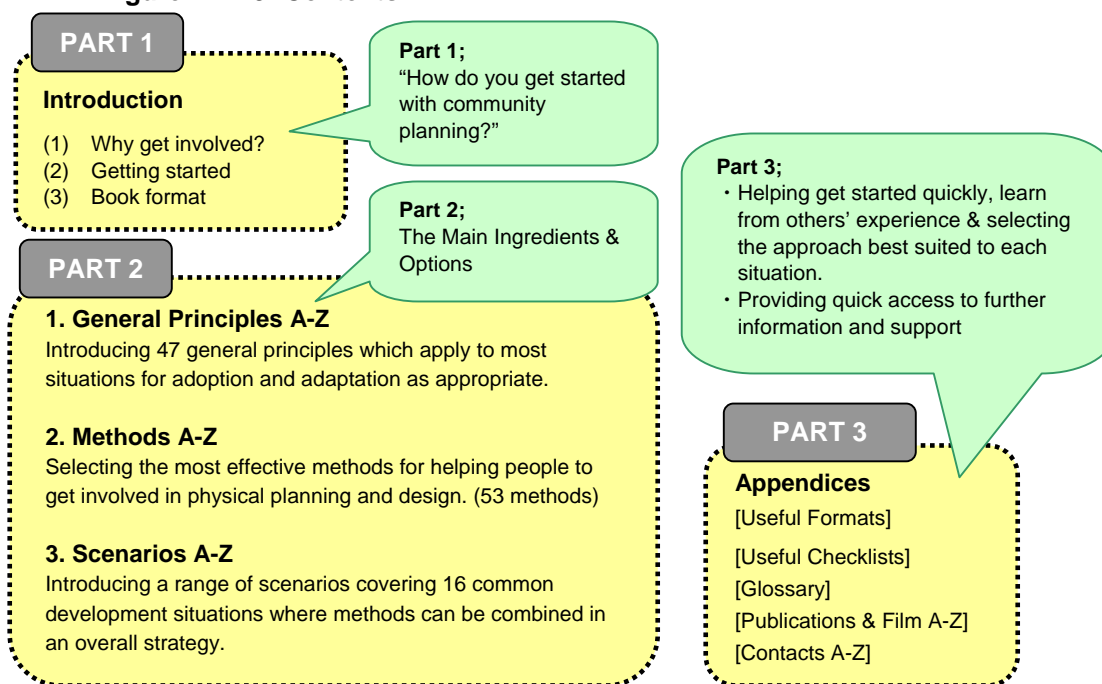 PART 1
Introduction
(1) Why get involved?
(2) Getting started
(3) Book format
Part 1;
“How do you get started
with community
planning?”
Part 2;
The Main Ingredients &
Options
PART 2
1. General Principles A-Z
Introducing 47 general principles which apply to most
situations for adoption and adaptation as appropriate.
2. Methods A-Z
Selecting the most effective methods for helping people to
get involved in physical planning and design. (53 methods)
3. Scenarios A-Z
Introducing a range of scenarios covering 16 common
development situations where methods can be combined in
an overall strategy.
Part 3;
・Helping get started quickly, learn
from others’ experience & selecting
the approach best suited to each
situation.
・Providing quick access to further
information and support
PART 3
Appendices
[Useful Formats]
[Useful Checklists]
[Glossary]
[Publications & Film A-Z]
[Contacts A-Z]